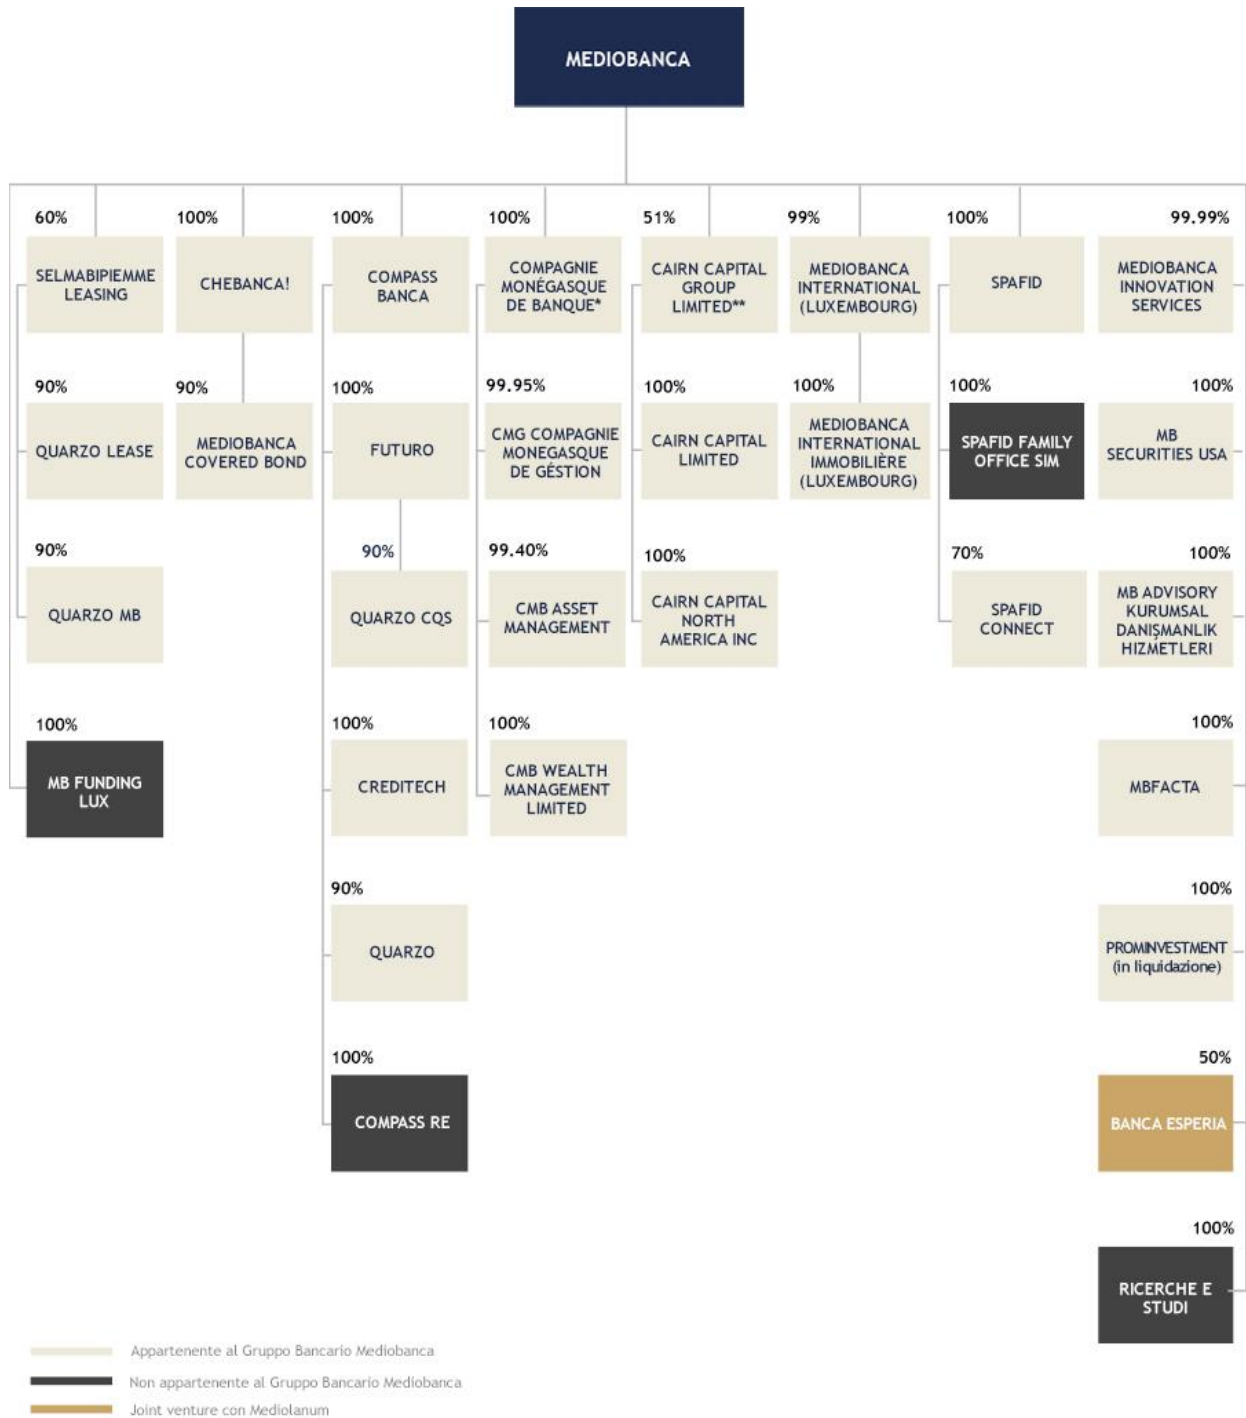 MEDIOBANCA
60%
100%
100%
100%
51%
99%
100%
99.99%
SELMABIPIEMME
LEASING
CHEBANCA!
COMPASS
BANCA
COMPAGNIE
MONÉGASQUE
DE BANQUE*
CAIRN CAPITAL
GROUP
LIMITED**
MEDIOBANCA
INTERNATIONAL
(LUXEMBOURG)
SPAFID
MEDIOBANCA
INNOVATION
SERVICES
90%
90%
100%
99.95%
100%
100%
100%
100%
QUARZO LEASE
MEDIOBANCA
COVERED BOND
FUTURO
CMG COMPAGNIE
MONEGASQUE
DE GÉSTION
CAIRN CAPITAL
LIMITED
MEDIOBANCA
INTERNATIONAL
IMMOBILIÈRE
(LUXEMBOURG)
SPAFID FAMILY
OFFICE SIM
MB
SECURITIES USA
90%
90%
99.40%
100%
70%
100%
QUARZO MB
QUARZO CQS
CMB ASSET
MANAGEMENT
CAIRN CAPITAL
NORTH
AMERICA INC
SPAFID
CONNECT
MB ADVISORY
KURUMSAL
DANIŞMANLIK
HIZMETLERI
100%
100%
100%
100%
MB FUNDING
LUX
CREDITECH
CMB WEALTH
MANAGEMENT
LIMITED
MBFACTA
90%
100%
QUARZO
PROMINVESTMENT
(in liquidazione)
100%
50%
COMPASS RE
BANCA ESPERIA
100%
RICERCHE E
STUDI
Appartenente al Gruppo Bancario Mediobanca
Non appartenente al Gruppo Bancario Mediobanca
Joint venture con Mediolanum